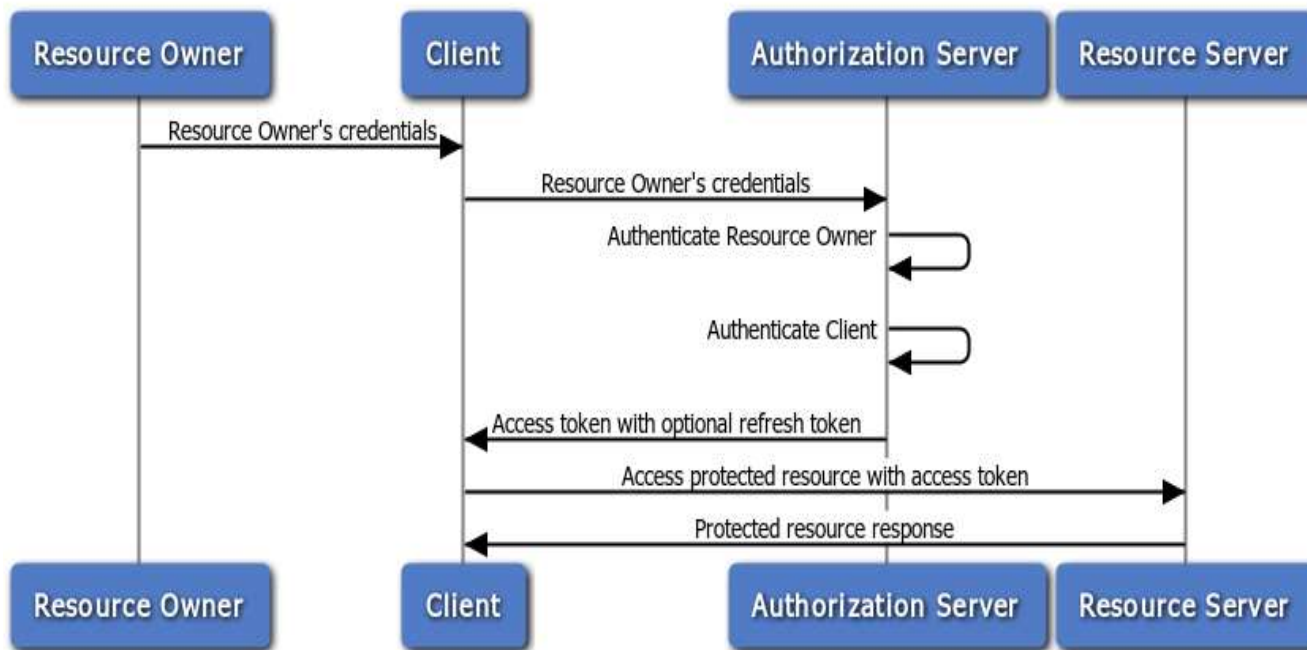 Resource Owner
Client
Authorization Server
Resource Server
Resource Owner's credentials
Resource Owner's credentials
Authenticate Resource Owner
Authenticate Client
Access token with optional refresh token
Access protected resource with access token
Protected resource response
Resource Owner
Client
Authorization Server
Resource Server